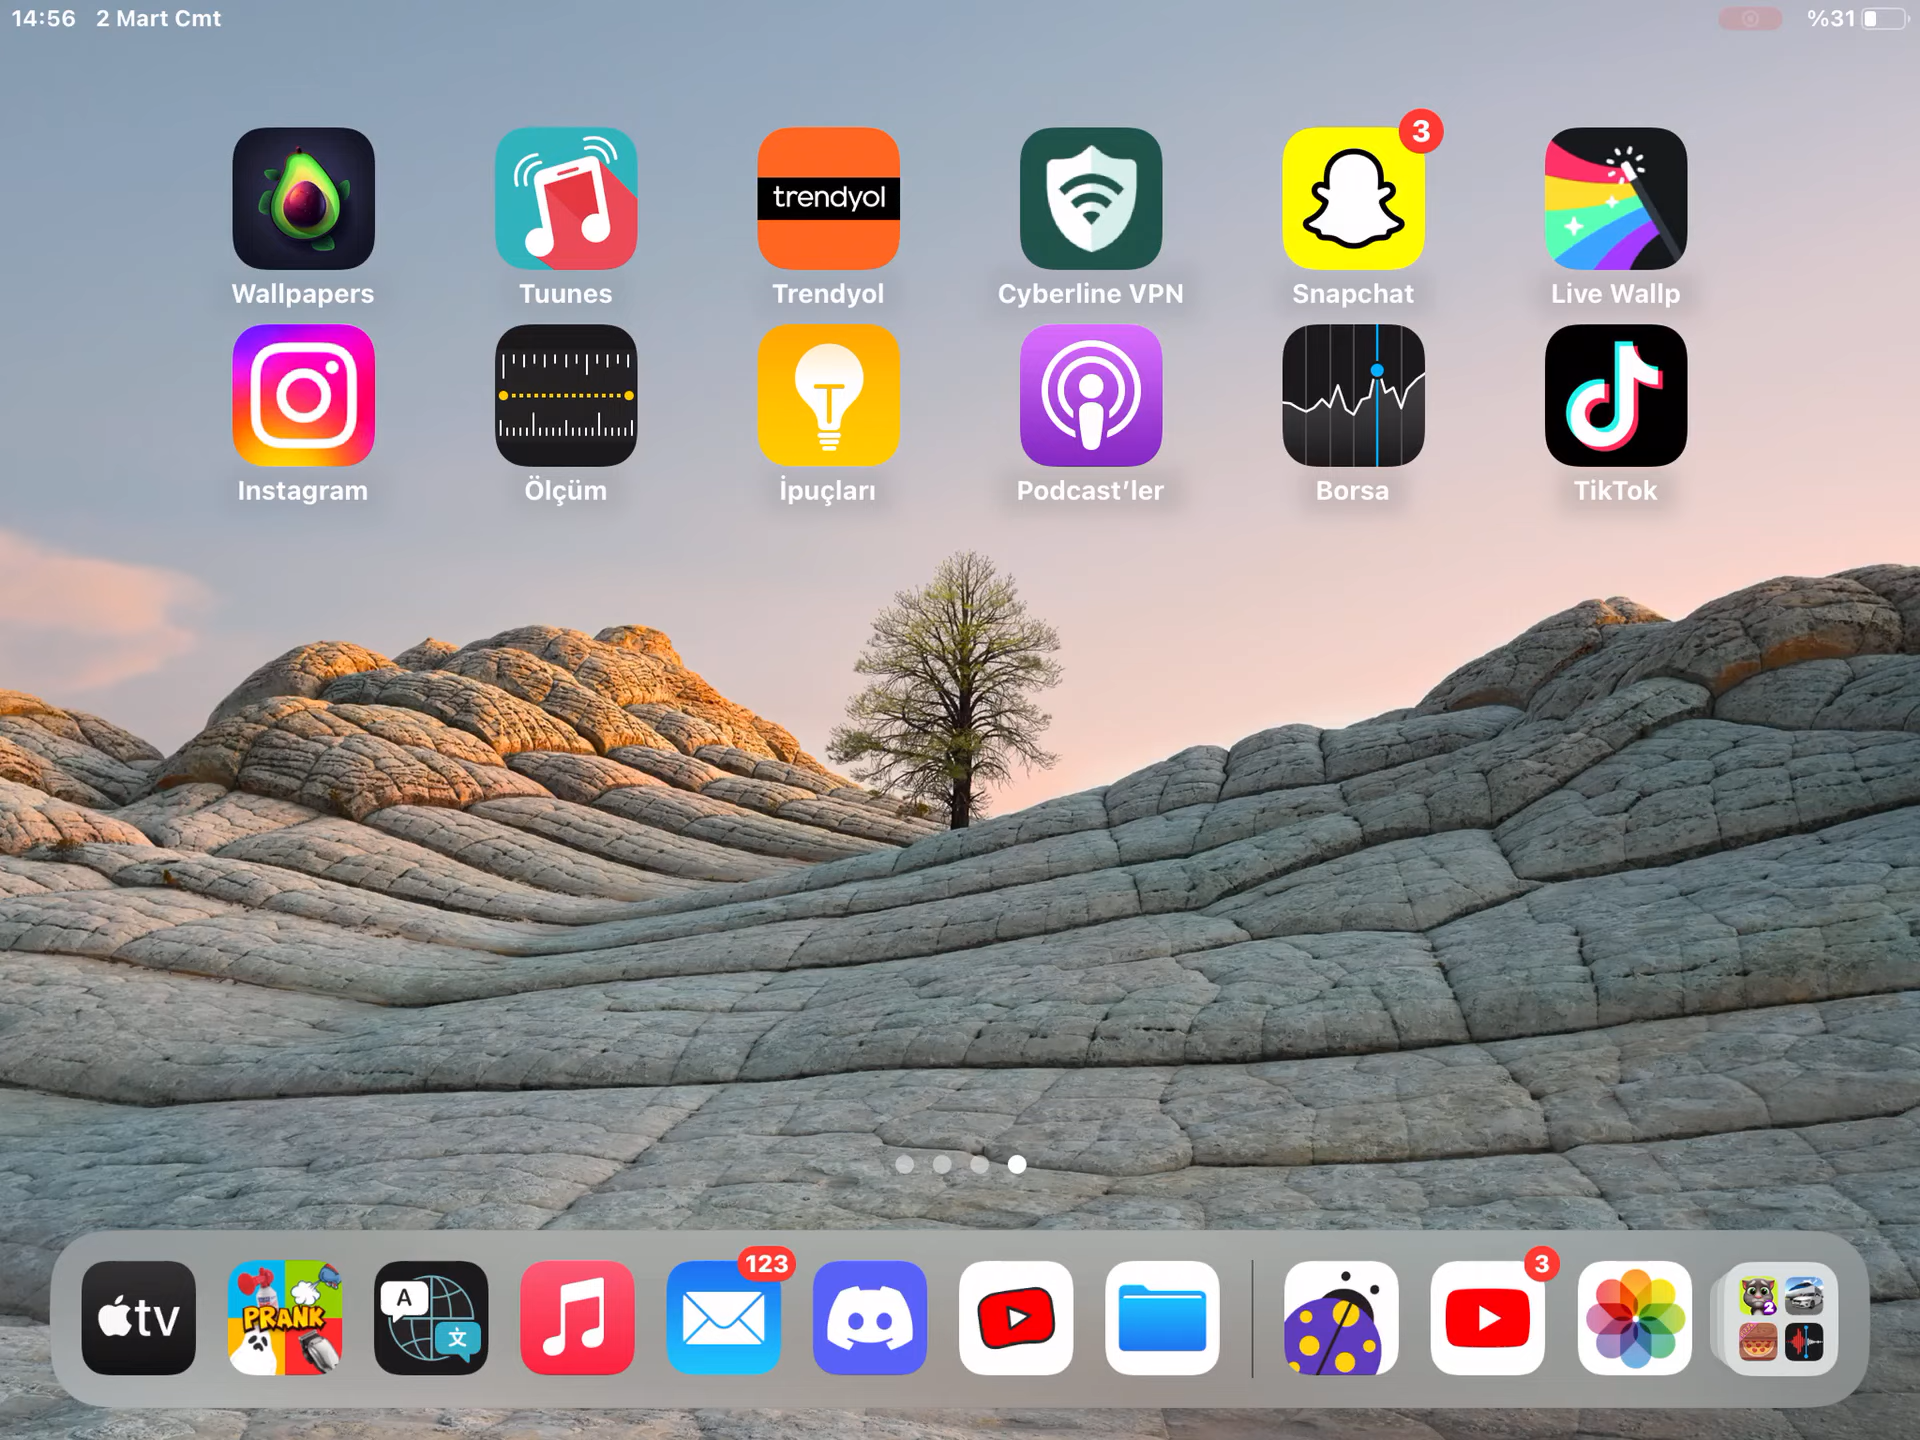 14:56 2 Mart Cmt %31
3
trendyol
Wallpapers Tuunes Trendyol Cyberline VPN Snapchat Live Wallp
Instagram Ölçüm İpuçları Podcast’ler Borsa TikTok
123 3
tv PRANK A 文 2